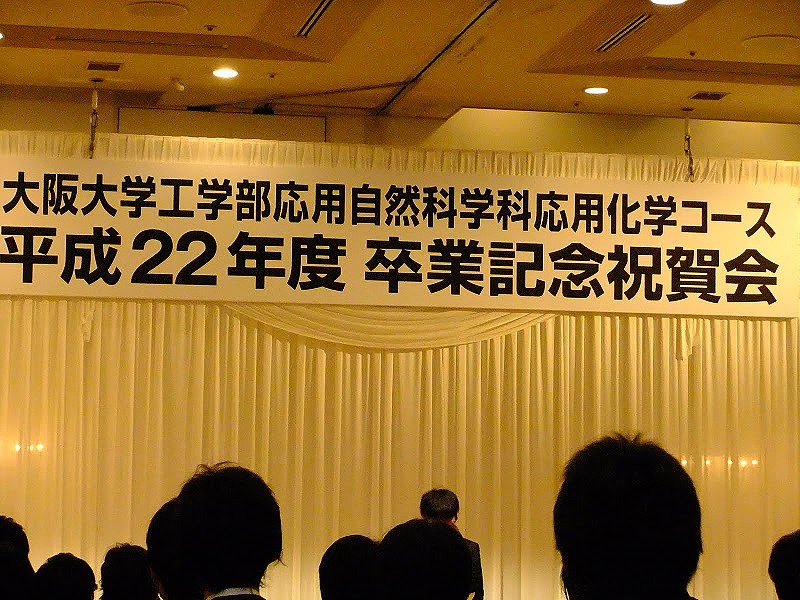 大阪大学工学部応用自然科学科応用化学コース
平成22年度 卒業記念祝賀会